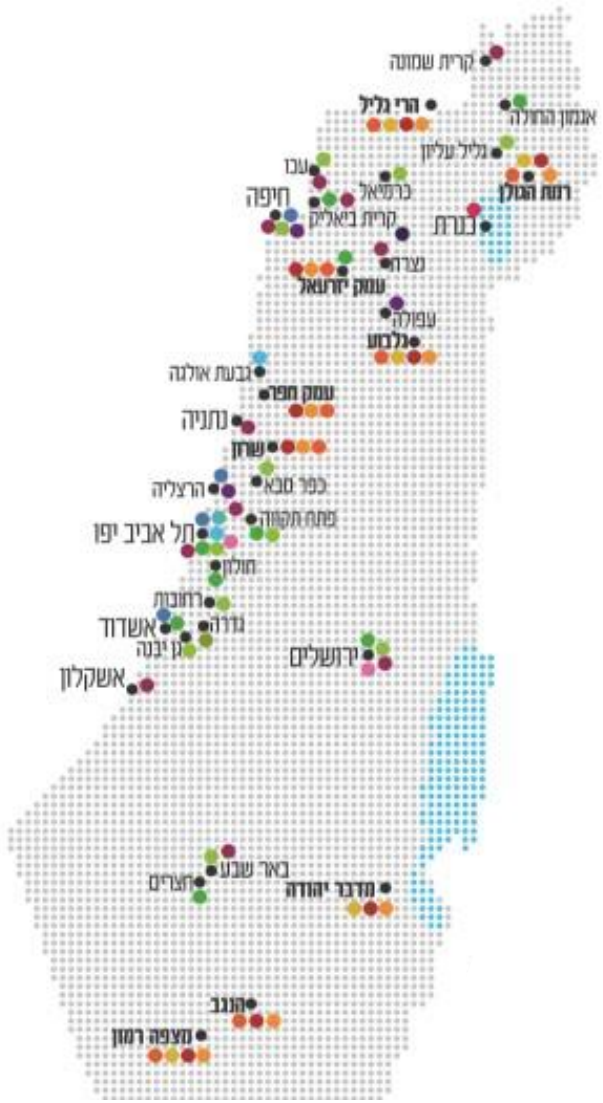 קרית שמונה
הרי גליל
אגמון החולה
גליל עליון
עכו
כרמיאל
רמת הגולן
חיפה
קרית ביאליק
כנרת
נצרת
עמק יזרעאל
עפולה
גלבוע
גבעת אולגה
עמק חפר
נתניה
שרון
כפר סבא
הרצליה
פתח תקווה
תל אביב יפו
חולון
רחובות
גדרה
אשדוד
גן יבנה
ירושלים
אשקלון
באר שבע
חצרים
מדבר יהודה
הנגב
מצפה רמון